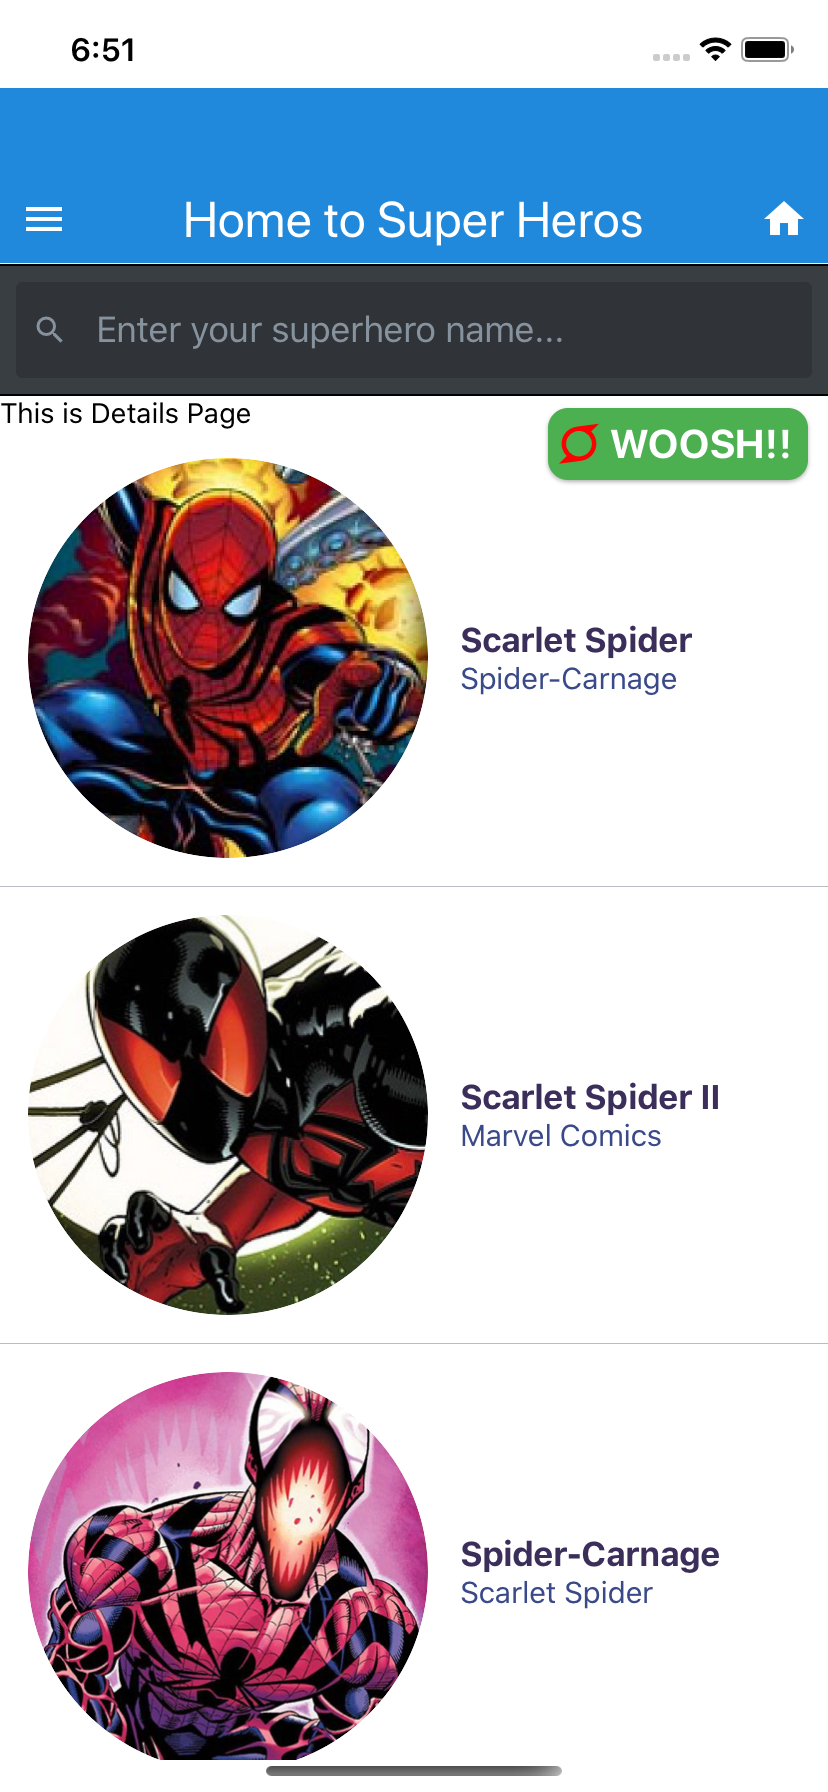 6:51
Home to Super Heros
Enter your superhero name...
This is Details Page
WOOSH!!
Scarlet Spider
Spider-Carnage
Scarlet Spider II
Marvel Comics
Spider-Carnage
Scarlet Spider